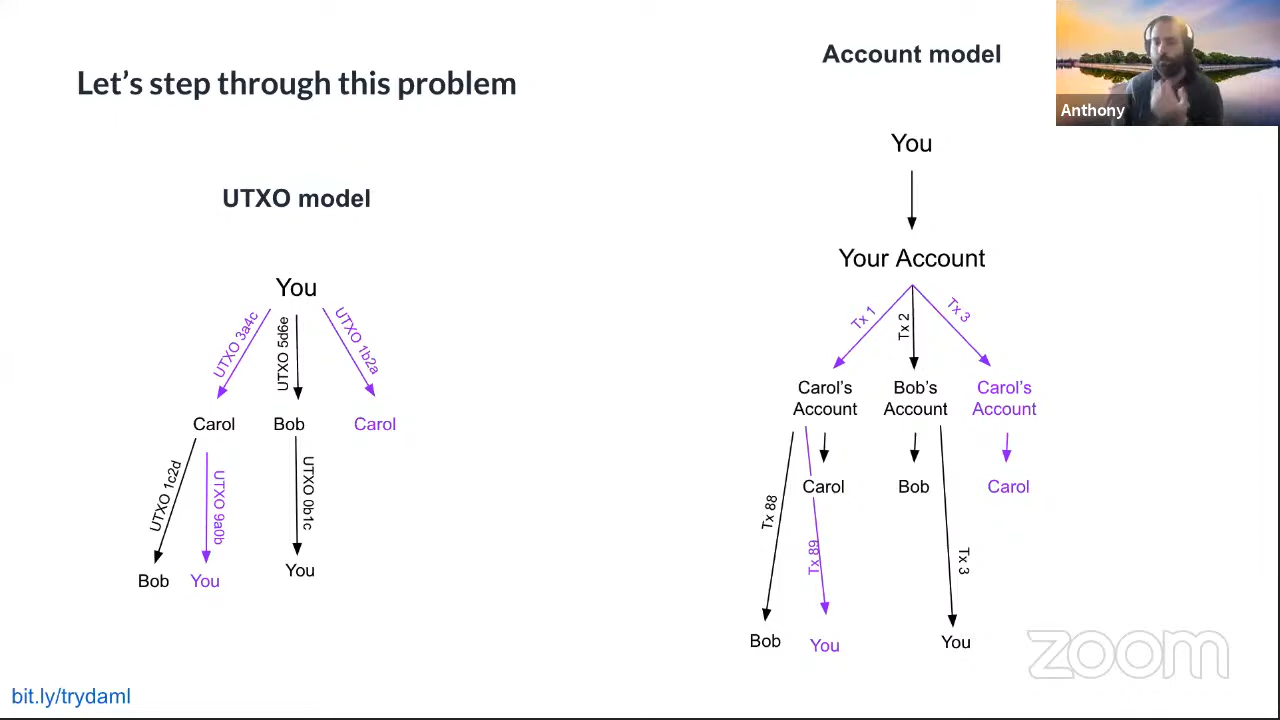 Let's step through this problem
UTXO model
You
UTXO 3a4c
UTXO 5d6e
UTXO 1b2a
Carol
Bob
Carol
UTXO 1c2d
UTXO 9a0b
UTXO 0b1c
Bob
You
You
Account model
You
Your Account
Tx 1
Tx 2
Tx 3
Carol's
Account
Bob's
Account
Carol's
Account
Carol
Bob
Carol
Tx 88
Tx 89
Tx 3
Bob
You
You
Anthony
zoom
bit.ly/trydaml